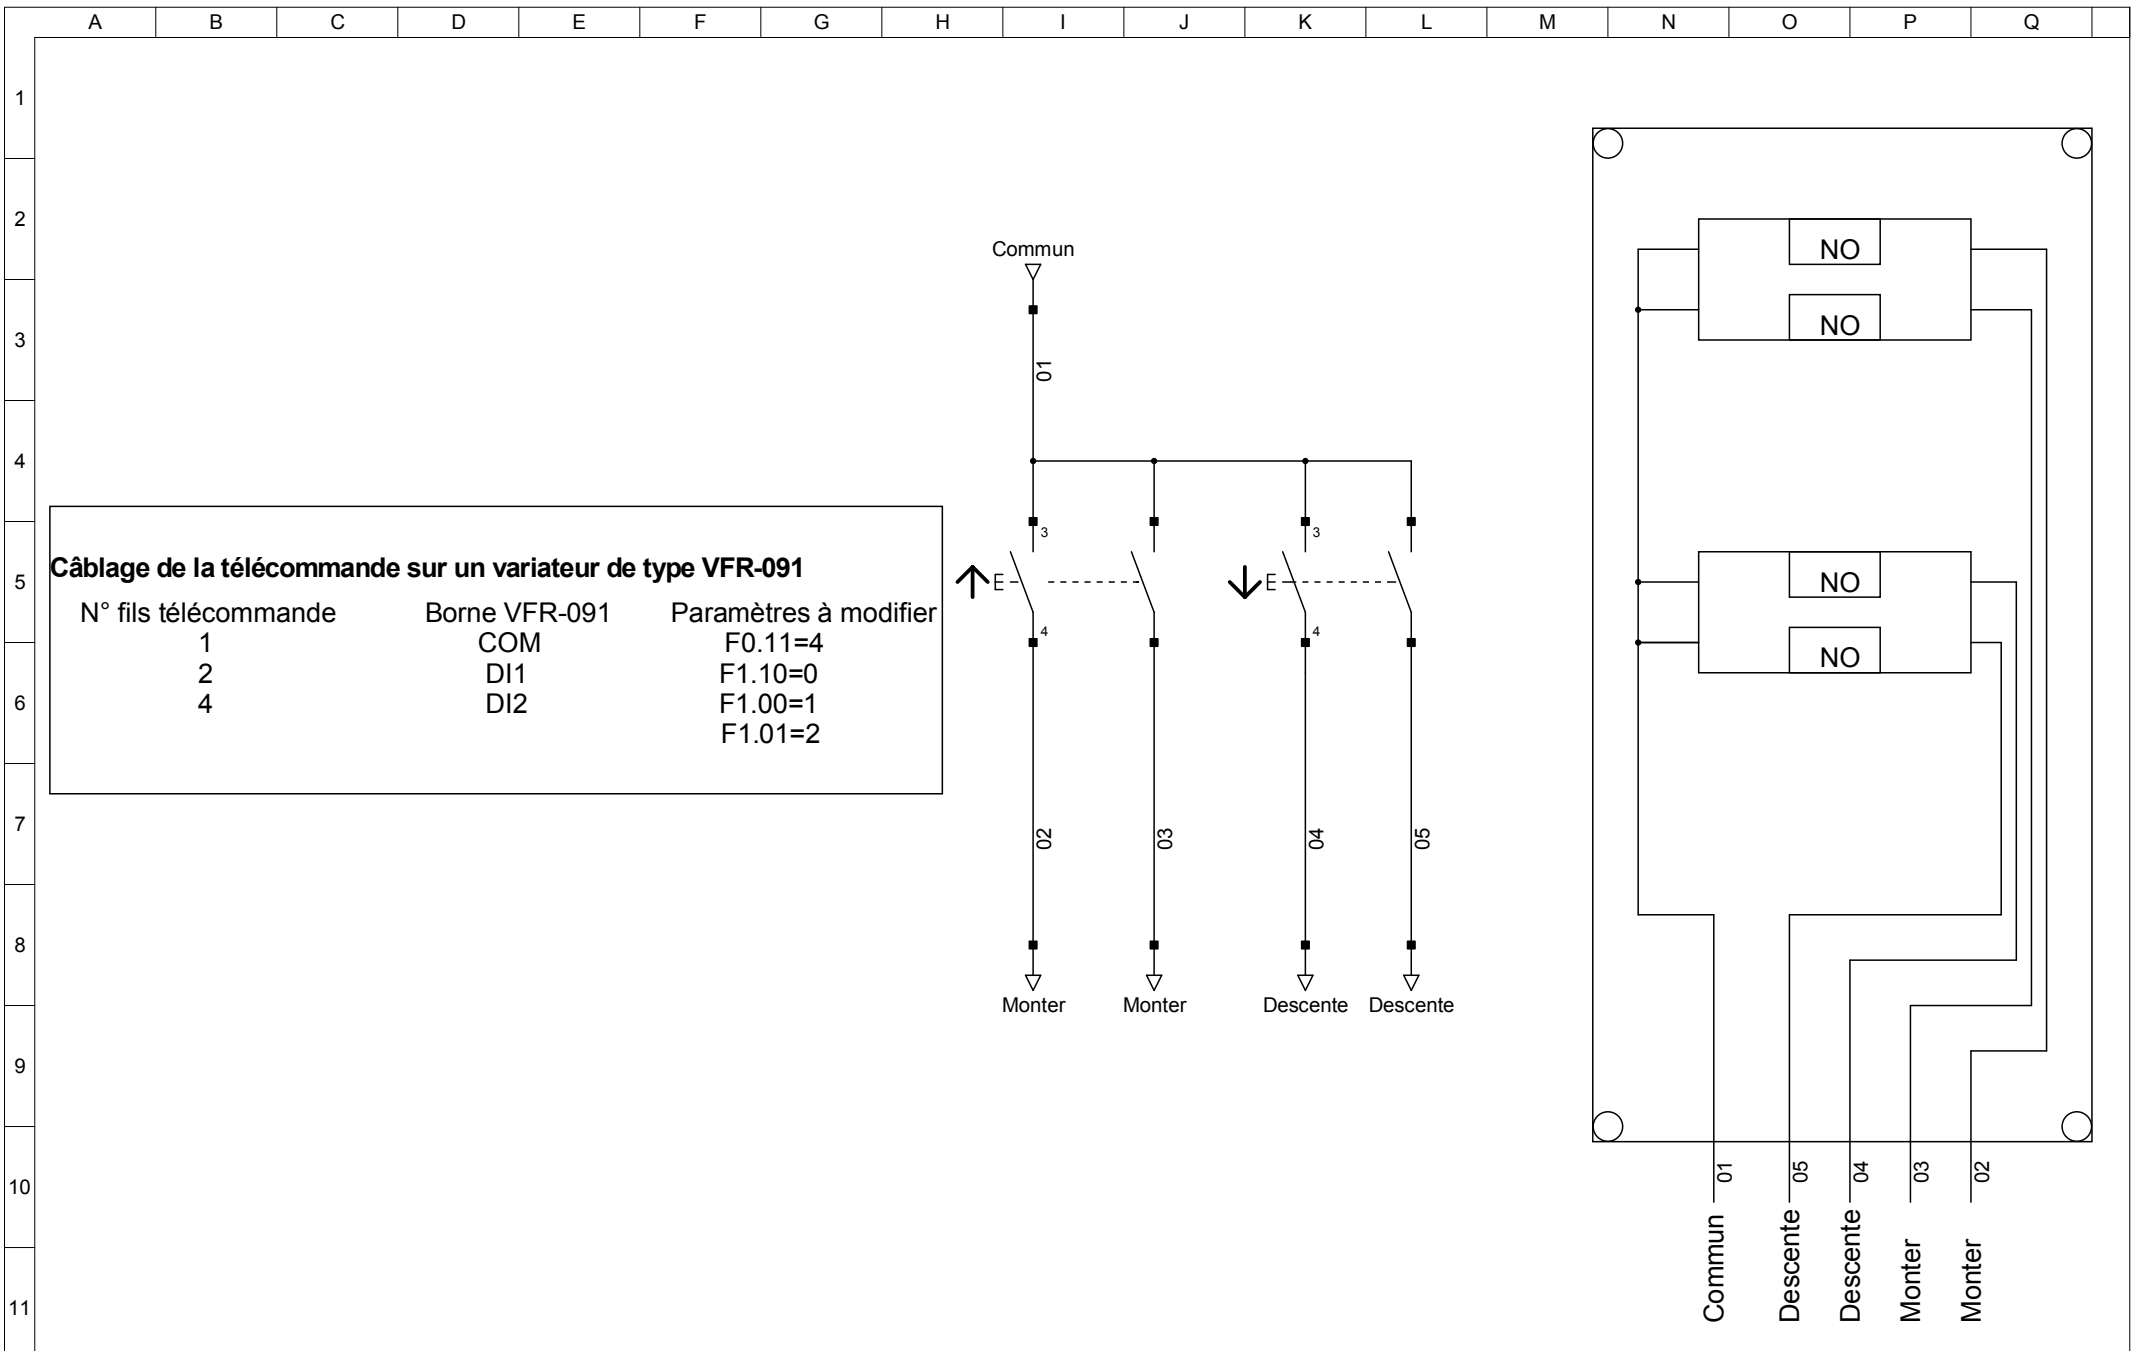 A B C D E F G H I J K L M N O P Q
1
2
3
4
5
6
7
8
9
10
11
Câblage de la télécommande sur un variateur de type VFR-091
N° fils télécommande Borne VFR-091 Paramètres à modifier
1 COM F0.11=4
2 DI1 F1.10=0
4 DI2 F1.00=1
F1.01=2
Commun
01
3 3
E E
4 4
02 03 04 05
Monter Monter Descente Descente
NO
NO
NO
NO
01 05 04 03 02
Commun Descente Descente Monter Monter